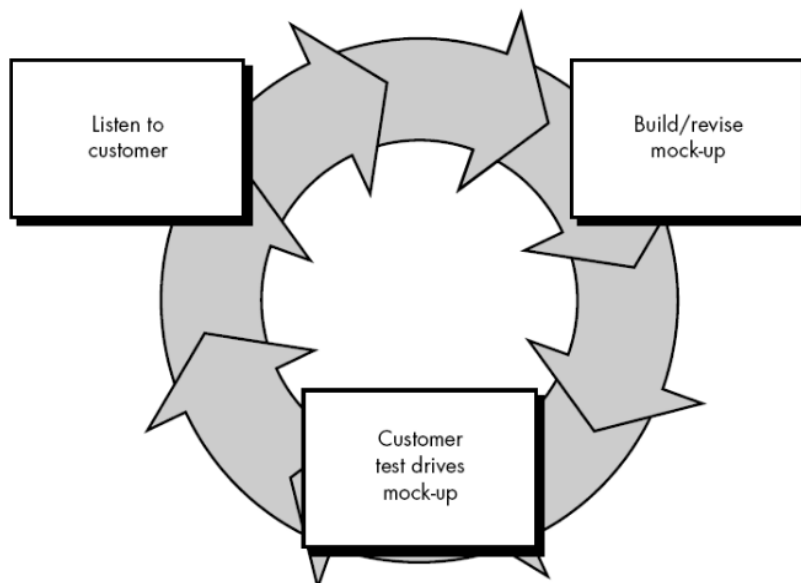 Listen to
customer
Build/revise
mock-up
Customer
test drives
mock-up